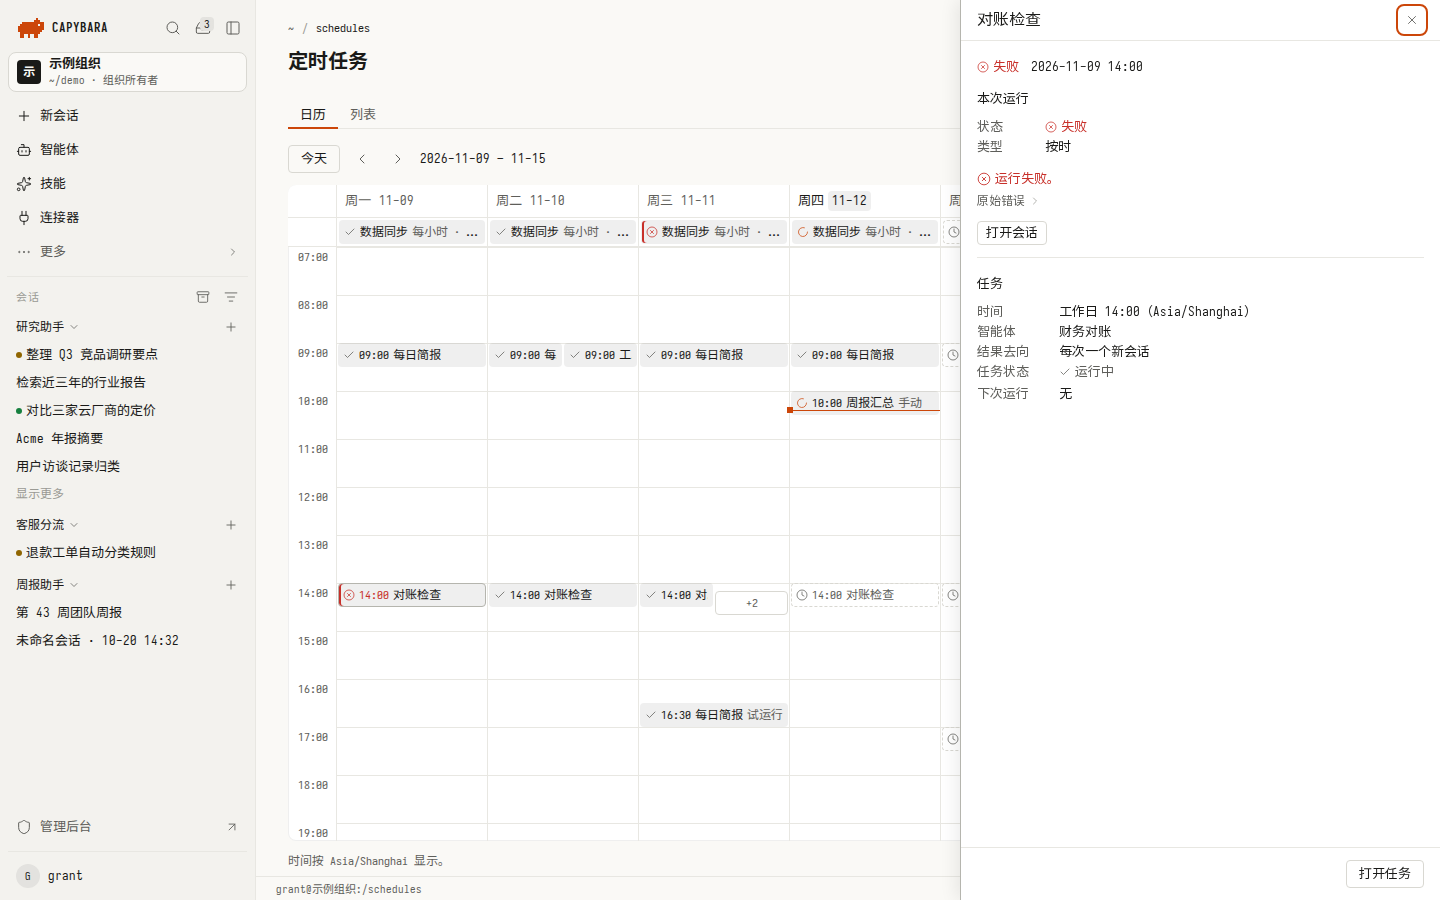 CAPYBARA
3
示
示例组织
~/demo · 组织所有者
新会话
智能体
技能
连接器
更多
会话
研究助手
整理 Q3 竞品调研要点
检索近三年的行业报告
对比三家云厂商的定价
Acme 年报摘要
用户访谈记录归类
显示更多
客服分流
退款工单自动分类规则
周报助手
第 43 周团队周报
未命名会话 · 10-20 14:32
管理后台
G grant
~ / schedules
定时任务
日历 列表
今天 2026-11-09 – 11-15
周一 11-09 周二 11-10 周三 11-11 周四 11-12 周
数据同步 每小时 · … 数据同步 每小时 · … 数据同步 每小时 · … 数据同步 每小时 · …
07:00
08:00
09:00 09:00 每日简报 09:00 每 09:00 工 09:00 每日简报 09:00 每日简报
10:00 10:00 周报汇总 手动
11:00
12:00
13:00
14:00 14:00 对账检查 14:00 对账检查 14:00 对 +2 14:00 对账检查
15:00
16:00
16:30 每日简报 试运行
17:00
18:00
19:00
时间按 Asia/Shanghai 显示。
grant@示例组织:/schedules
对账检查
失败 2026-11-09 14:00
本次运行
状态 失败
类型 按时
运行失败。
原始错误
打开会话
任务
时间 工作日 14:00 (Asia/Shanghai)
智能体 财务对账
结果去向 每次一个新会话
任务状态 运行中
下次运行 无
打开任务